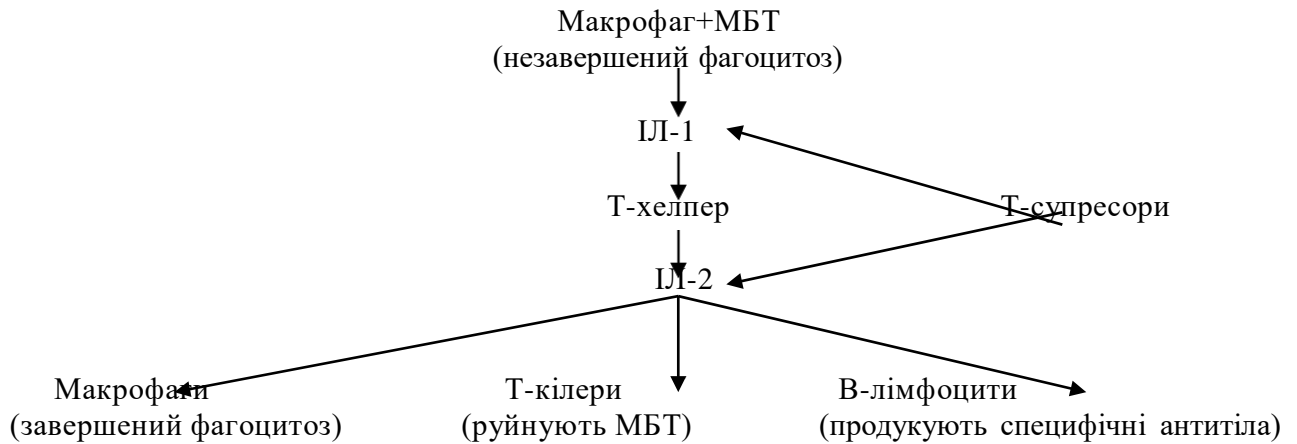 Макрофаг+МБТ
(незавершений фагоцитоз)
ІЛ-1
Т-хелпер Т-супресори
ІЛ-2
Макрофаги Т-кілери В-лімфоцити
(завершений фагоцитоз) (руйнують МБТ) (продукують специфічні антитіла)